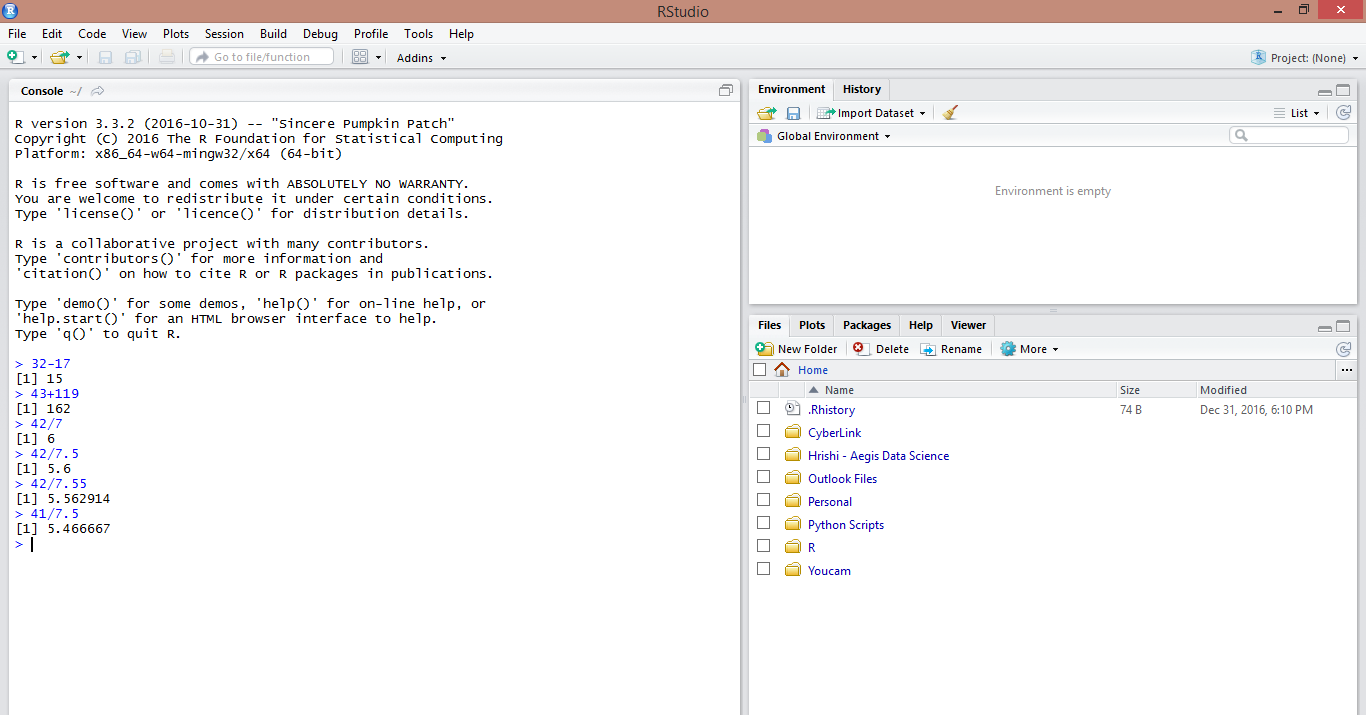 RStudio
File Edit Code View Plots Session Build Debug Profile Tools Help
Go to file/function Addins Project: (None)
Console ~/
R version 3.3.2 (2016-10-31) -- "Sincere Pumpkin Patch"
Copyright (C) 2016 The R Foundation for Statistical Computing
Platform: x86_64-w64-mingw32/x64 (64-bit)
R is free software and comes with ABSOLUTELY NO WARRANTY.
You are welcome to redistribute it under certain conditions.
Type 'license()' or 'licence()' for distribution details.
R is a collaborative project with many contributors.
Type 'contributors()' for more information and
'citation()' on how to cite R or R packages in publications.
Type 'demo()' for some demos, 'help()' for on-line help, or
'help.start()' for an HTML browser interface to help.
Type 'q()' to quit R.
> 32-17
[1] 15
> 43+119
[1] 162
> 42/7
[1] 6
> 42/7.5
[1] 5.6
> 42/7.55
[1] 5.562914
> 41/7.5
[1] 5.466667
>
Environment History
Import Dataset List
Global Environment
Environment is empty
Files Plots Packages Help Viewer
New Folder Delete Rename More
Home ...
Name Size Modified
.Rhistory 74 B Dec 31, 2016, 6:10 PM
CyberLink
Hrishi - Aegis Data Science
Outlook Files
Personal
Python Scripts
R
Youcam